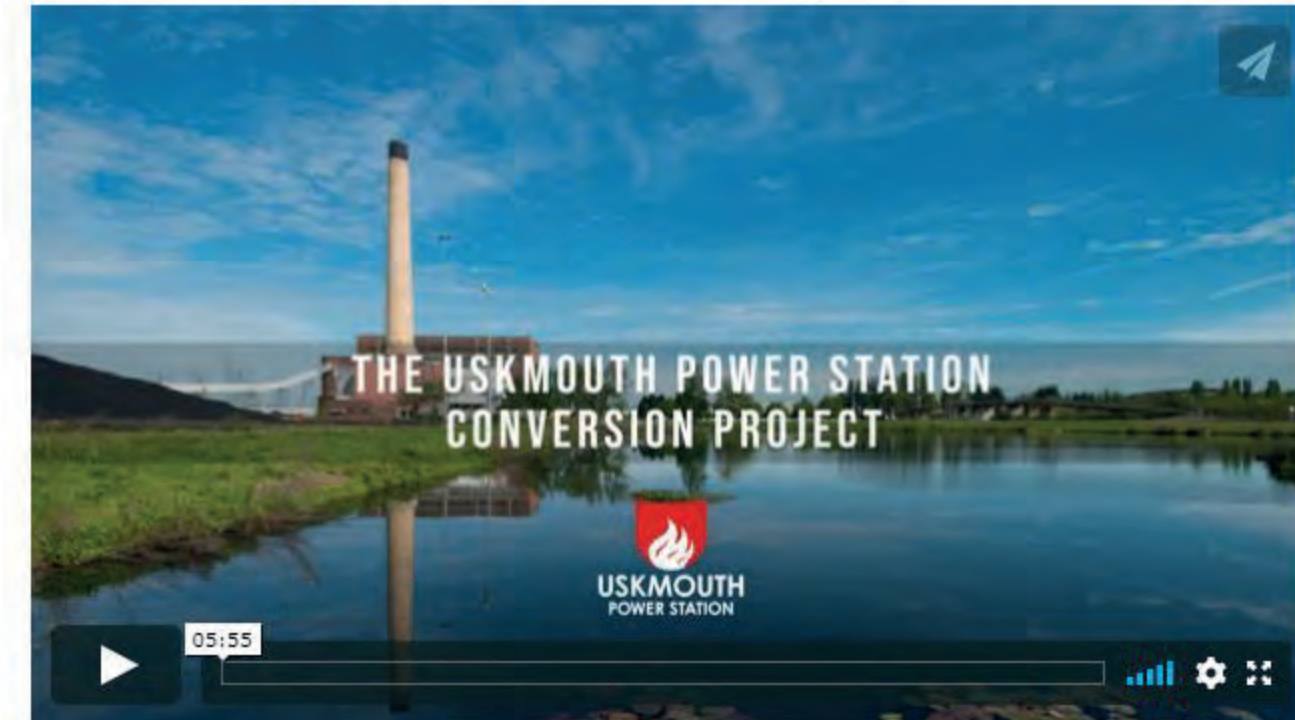 THE USKMOUTH POWER STATION
CONVERSION PROJECT
USKMOUTH
POWER STATION
05:55